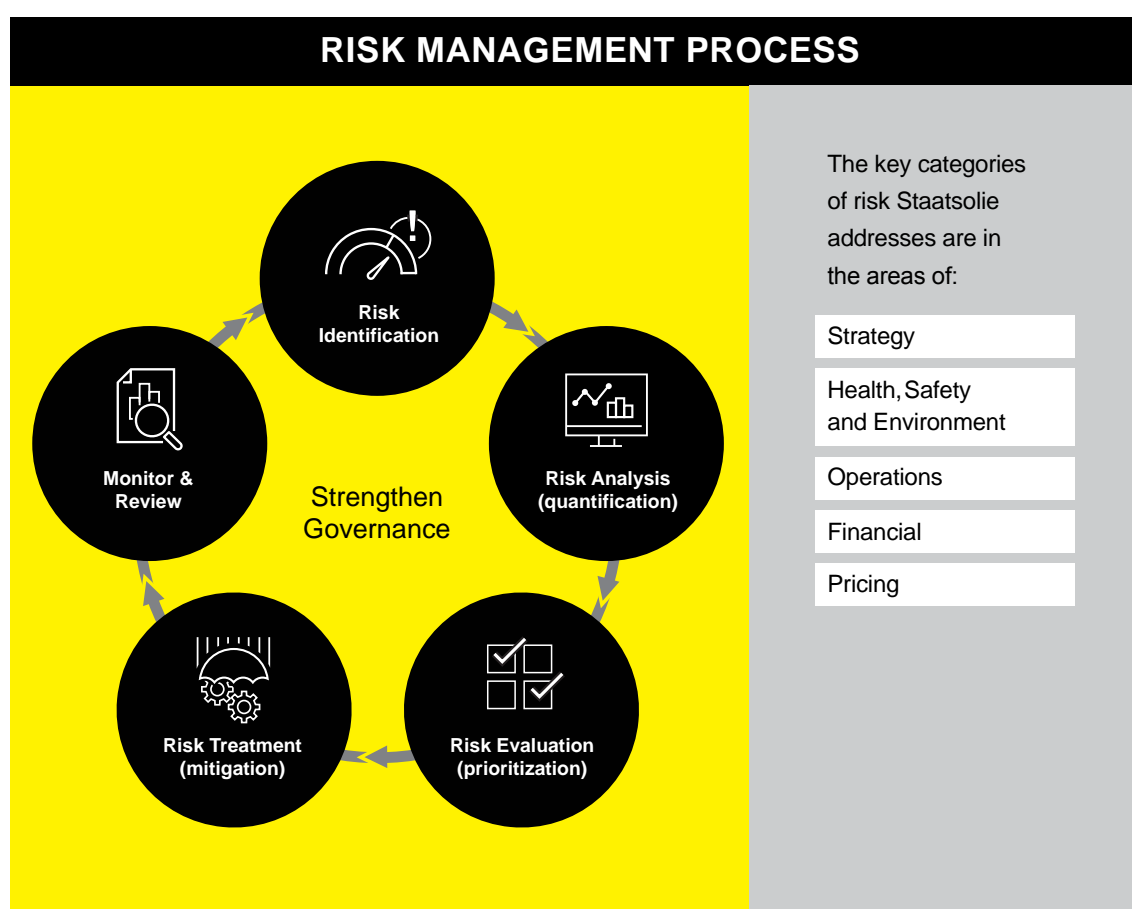 RISK MANAGEMENT PROCESS
Risk
Identification
Risk Analysis
(quantification)
Risk Evaluation
(prioritization)
Risk Treatment
(mitigation)
Monitor &
Review
Strengthen
Governance
The key categories
of risk Staatsolie
addresses are in
the areas of:
Strategy
Health, Safety
and Environment
Operations
Financial
Pricing